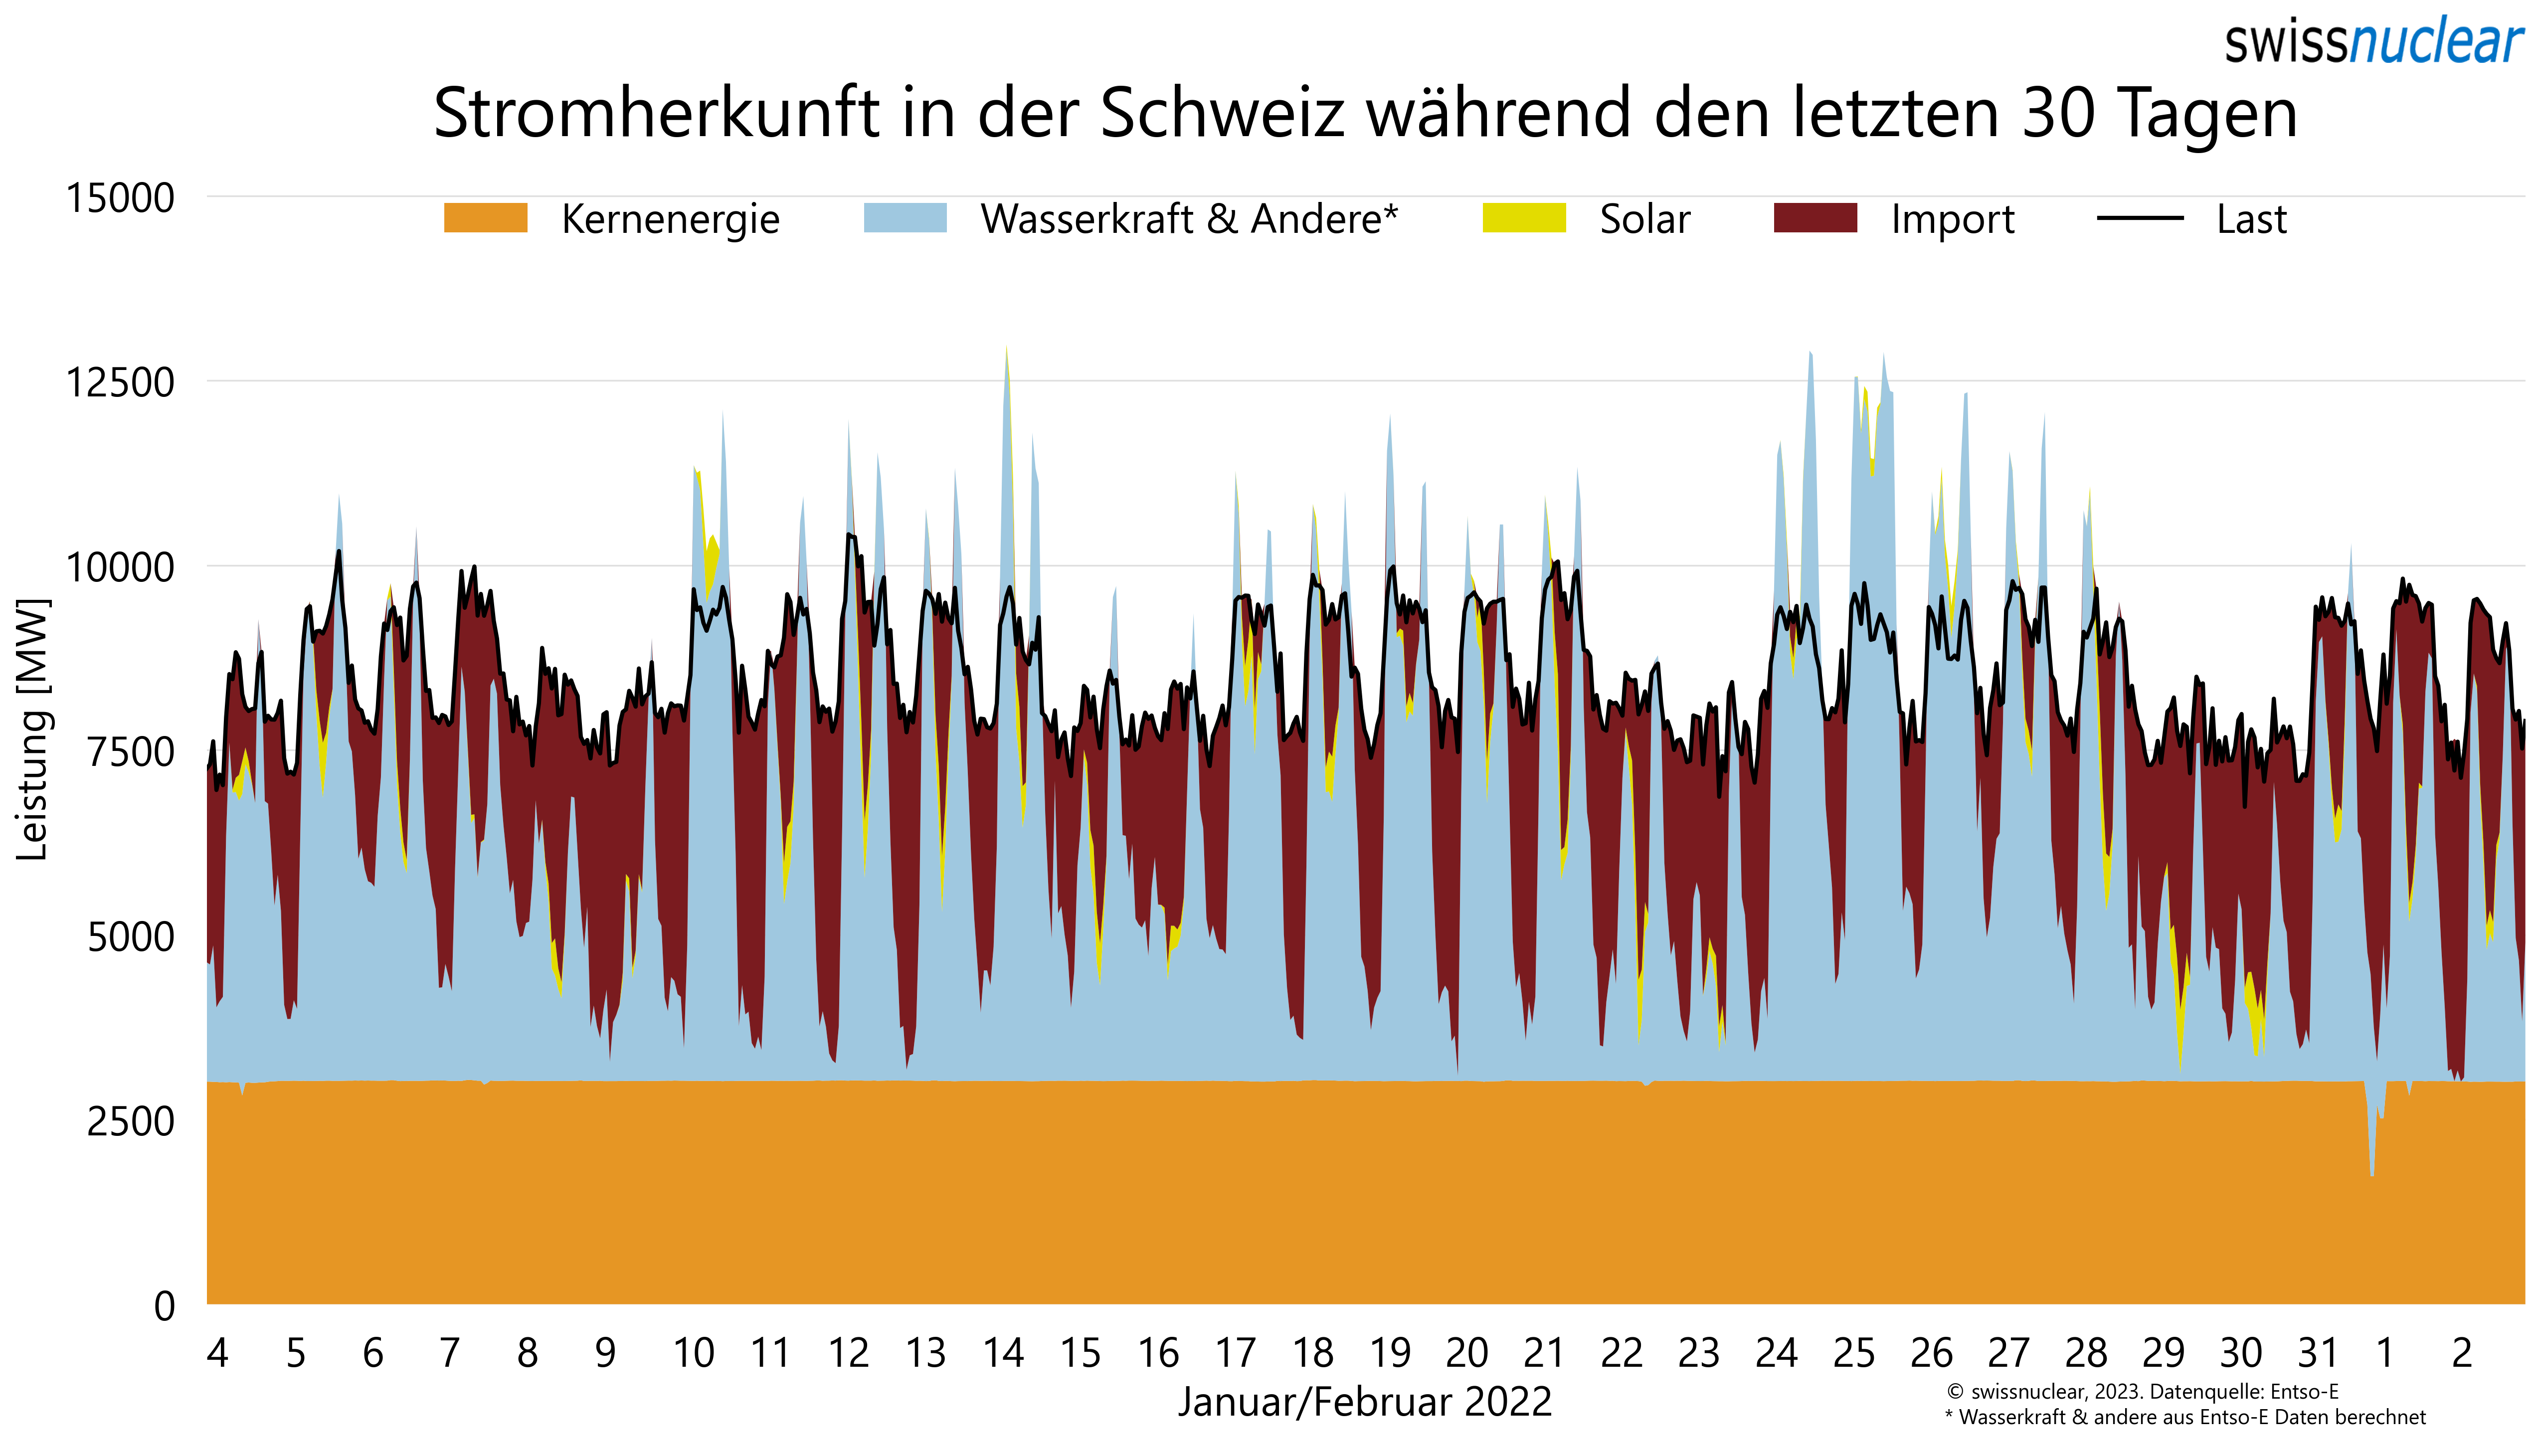 swissnuclear
Stromherkunft in der Schweiz während den letzten 30 Tagen
15000
Kernenergie Wasserkraft & Andere* Solar Import Last
12500
10000
7500
5000
2500
0
Leistung [MW]
4 5 6 7 8 9 10 11 12 13 14 15 16 17 18 19 20 21 22 23 24 25 26 27 28 29 30 31 1 2
Januar/Februar 2022
© swissnuclear, 2023. Datenquelle: Entso-E
* Wasserkraft & andere aus Entso-E Daten berechnet